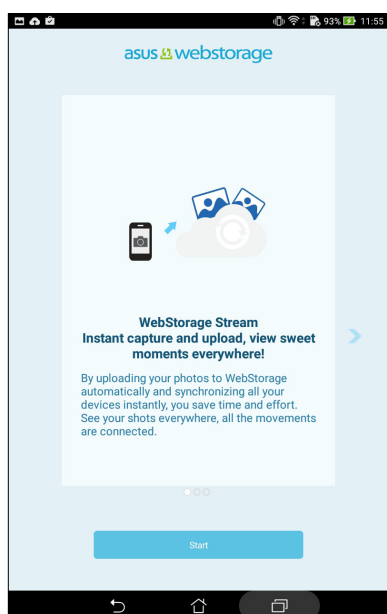 93% 11:55
asus webstorage
WebStorage Stream
Instant capture and upload, view sweet
moments everywhere!
By uploading your photos to WebStorage
automatically and synchronizing all your
devices instantly, you save time and effort.
See your shots everywhere, all the movements
are connected.
Start